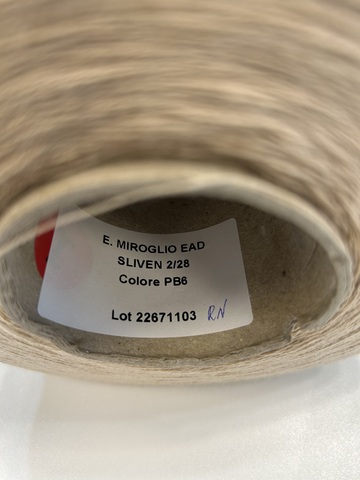 E. MIROGLIO EAD
SLIVEN 2/28
Colore PB6
Lot 22671103 RN